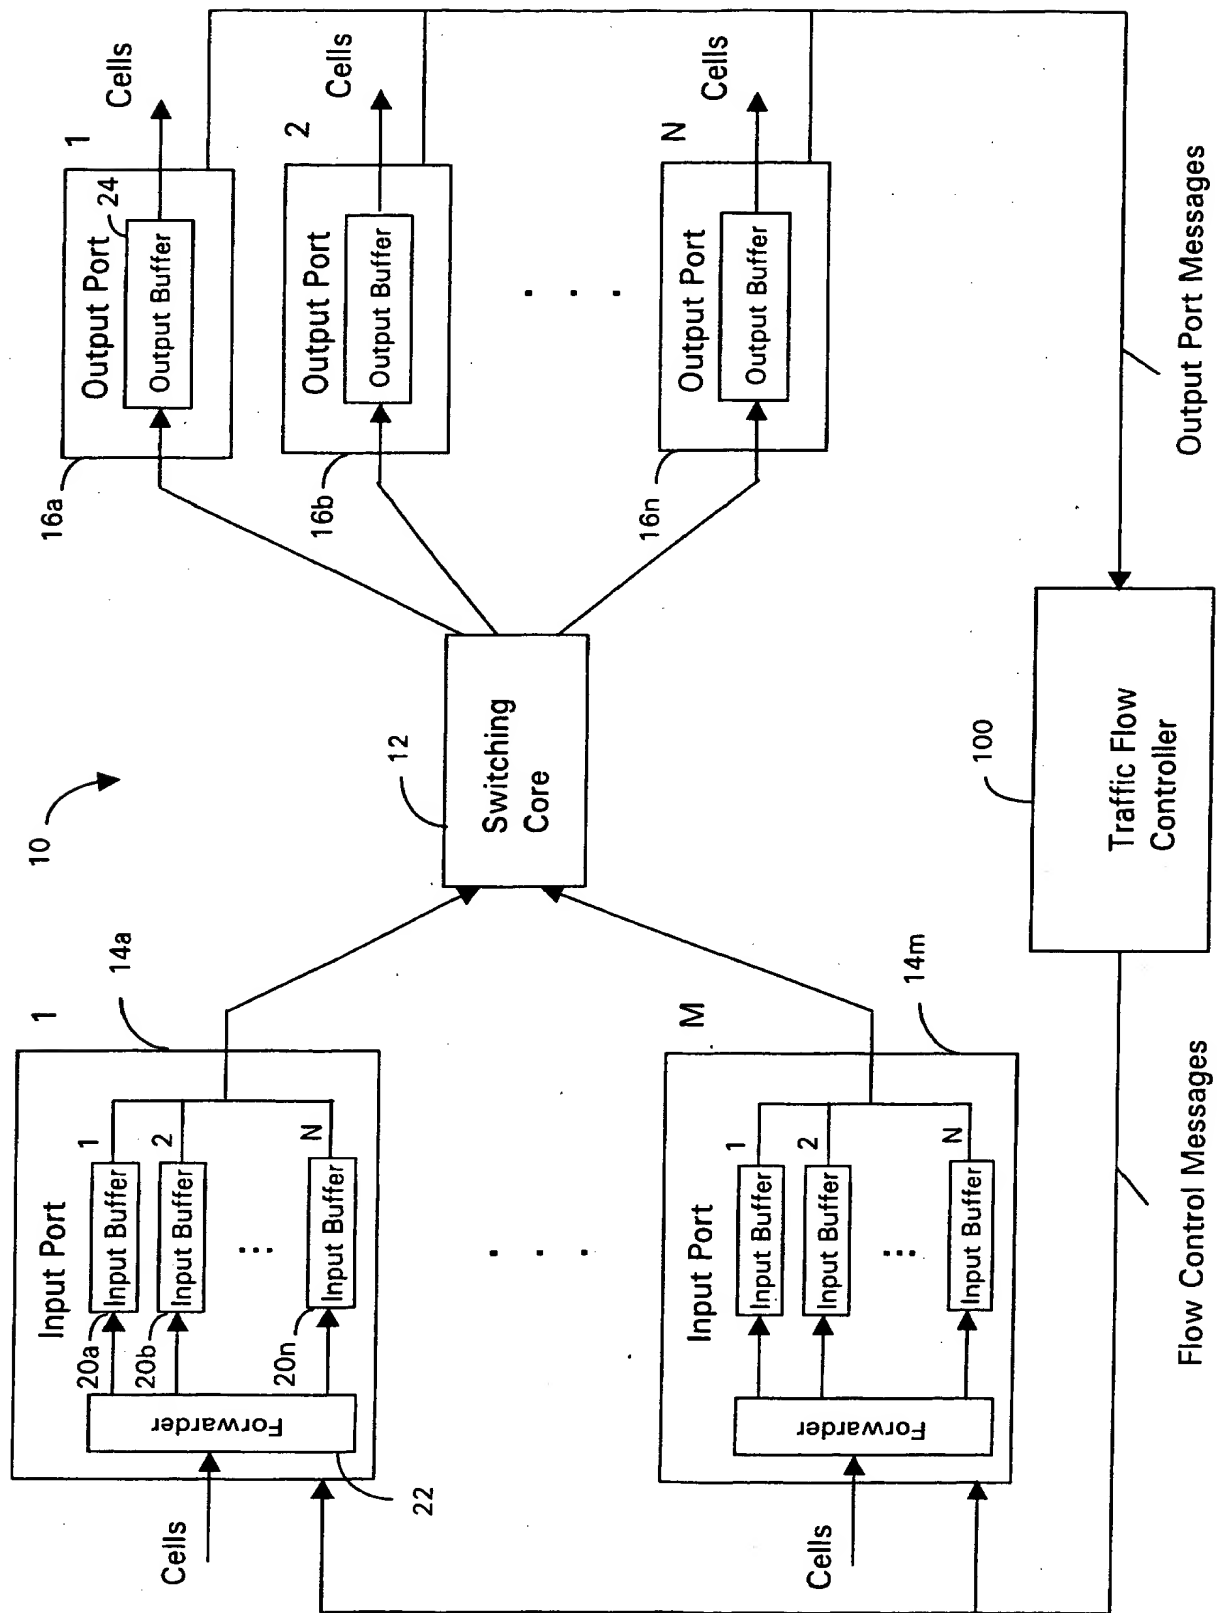 10
1
14a
Input Port
20a
Input Buffer
1
20b
Input Buffer
2
...
20n
Input Buffer
N
Forwarder
22
Cells
. . .
M
14m
Input Port
Input Buffer
1
Input Buffer
2
...
Input Buffer
N
Forwarder
Cells
12
Switching
Core
16a
Output Port
1
24
Output Buffer
Cells
16b
Output Port
2
Output Buffer
Cells
. . .
16n
Output Port
N
Output Buffer
Cells
100
Traffic Flow
Controller
Flow Control Messages
Output Port Messages